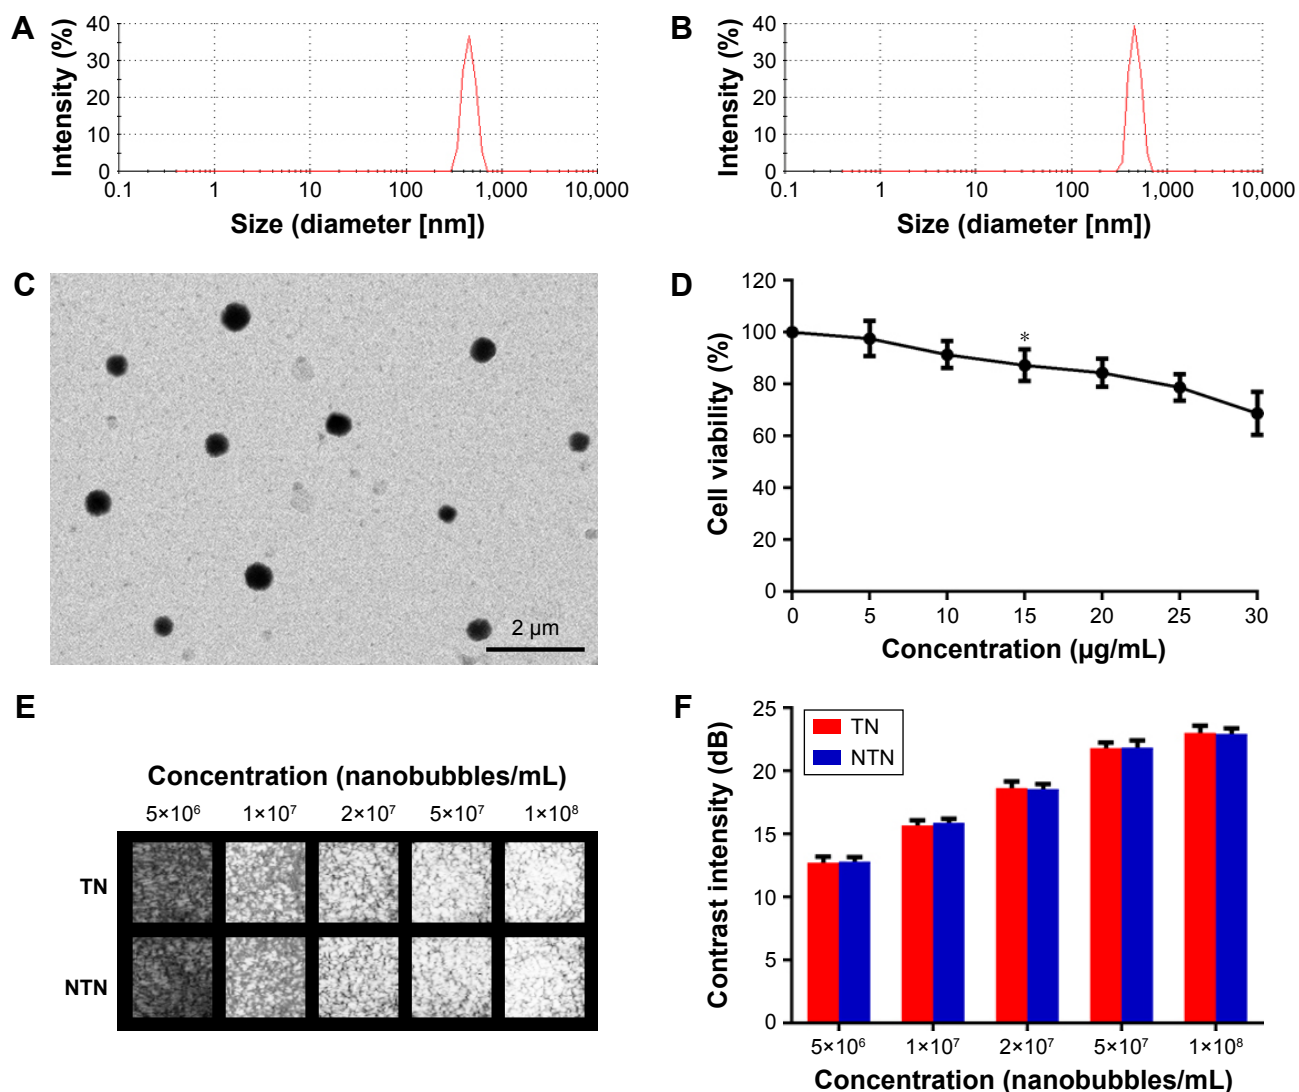 A
Intensity (%)
40
30
20
10
0
0.1 1 10 100 1,000 10,000
Size (diameter [nm])
B
Intensity (%)
40
30
20
10
0
0.1 1 10 100 1,000 10,000
Size (diameter [nm])
C
2 µm
D
Cell viability (%)
120
100
80
60
40
20
0
*
0 5 10 15 20 25 30
Concentration (µg/mL)
E
Concentration (nanobubbles/mL)
5×10⁶ 1×10⁷ 2×10⁷ 5×10⁷ 1×10⁸
TN
NTN
F
Contrast intensity (dB)
25
20
15
10
5
0
TN
NTN
5×10⁶ 1×10⁷ 2×10⁷ 5×10⁷ 1×10⁸
Concentration (nanobubbles/mL)